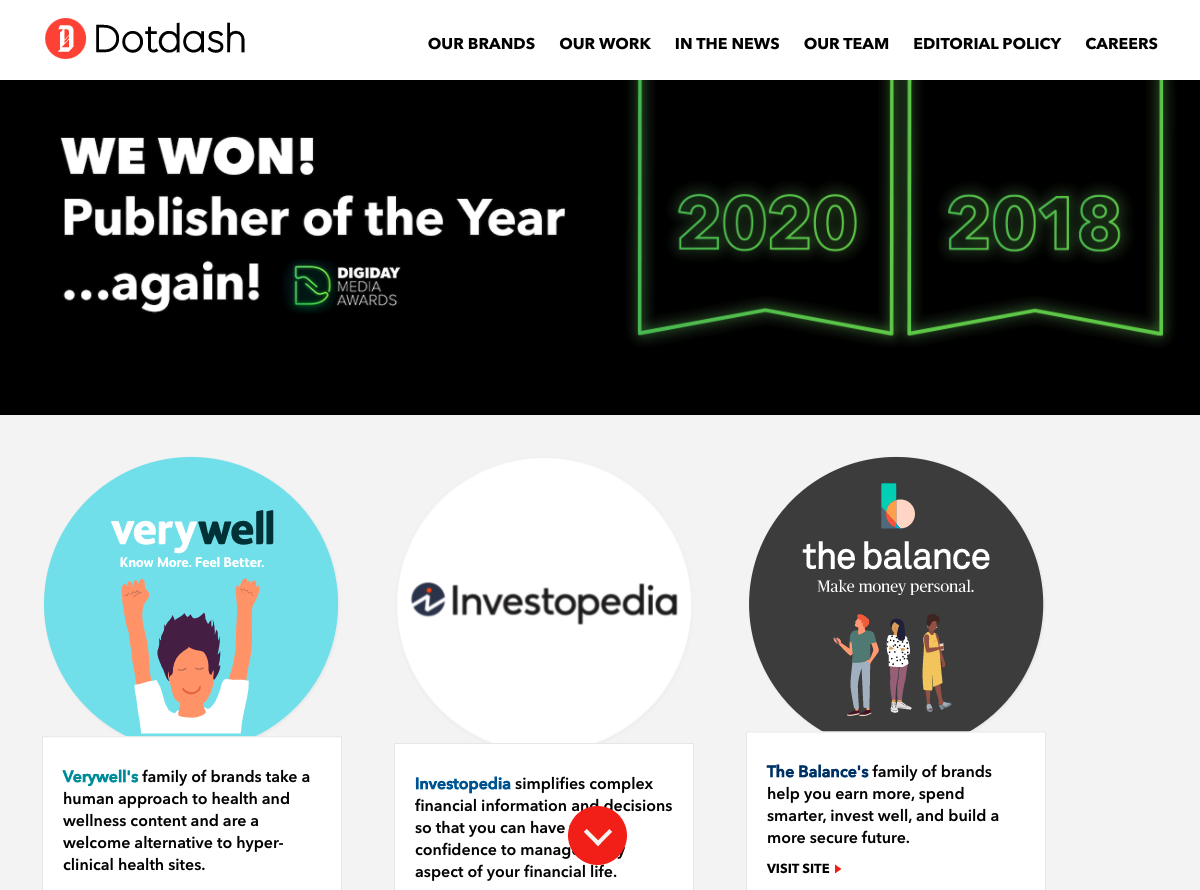 Dotdash
OUR BRANDS OUR WORK IN THE NEWS OUR TEAM EDITORIAL POLICY CAREERS
WE WON!
Publisher of the Year
...again!
DIGIDAY
MEDIA
AWARDS
2020 2018
verywell
Know More. Feel Better.
Investopedia
the balance
Make money personal.
Verywell's family of brands take a
human approach to health and
wellness content and are a
welcome alternative to hyper-
clinical health sites.
Investopedia simplifies complex
financial information and decisions
so that you can have
confidence to manage
aspect of your financial life.
The Balance's family of brands
help you earn more, spend
smarter, invest well, and build a
more secure future.
VISIT SITE